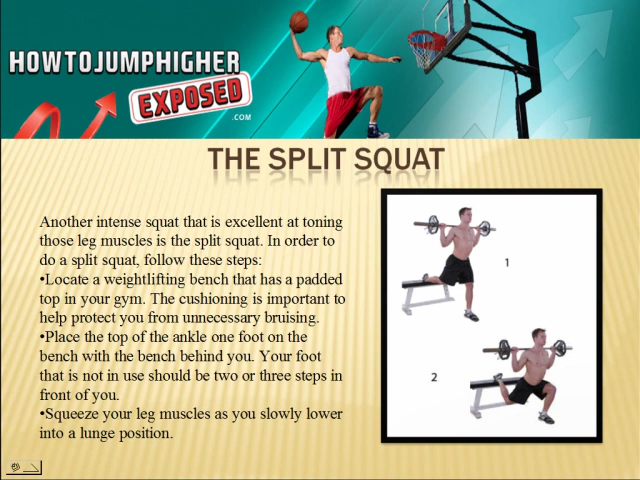 HOWTOJUMPHIGHER
EXPOSED
.COM
THE SPLIT SQUAT
Another intense squat that is excellent at toning
those leg muscles is the split squat. In order to
do a split squat, follow these steps:
•Locate a weightlifting bench that has a padded
top in your gym. The cushioning is important to
help protect you from unnecessary bruising.
•Place the top of the ankle one foot on the
bench with the bench behind you. Your foot
that is not in use should be two or three steps in
front of you.
•Squeeze your leg muscles as you slowly lower
into a lunge position.
1
2